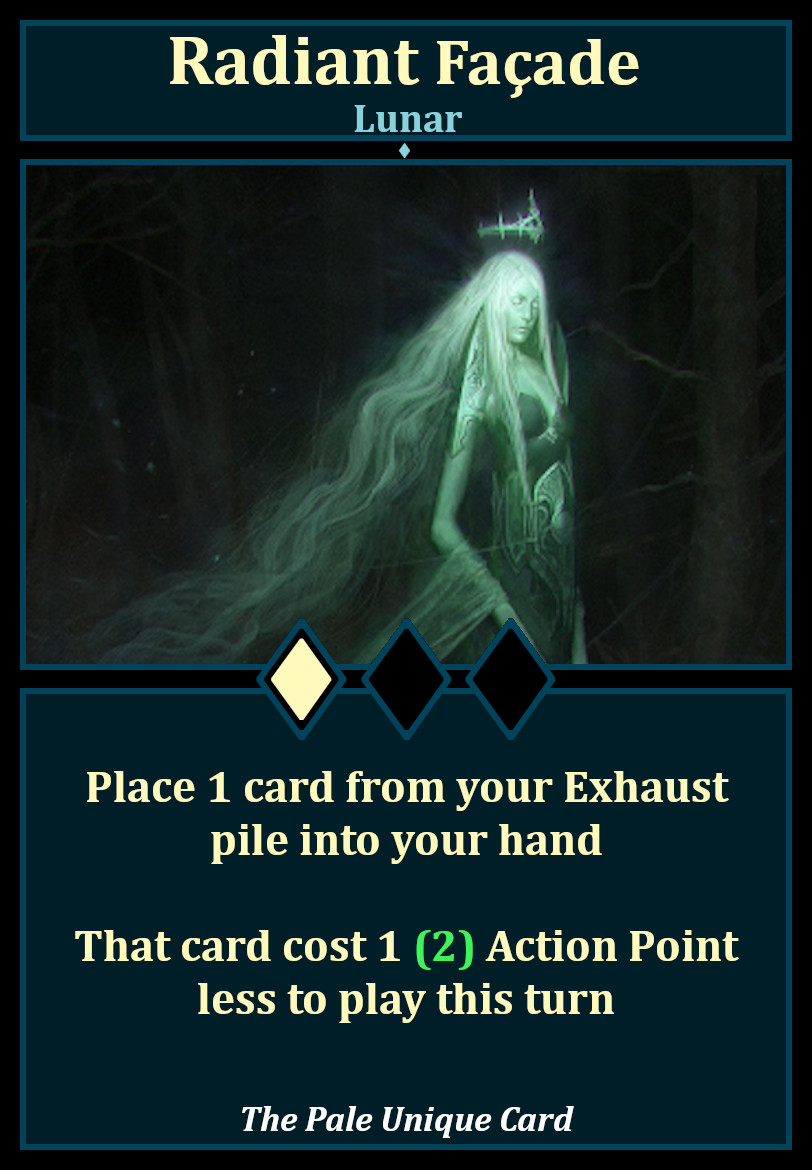 Radiant Façade
Lunar
Place 1 card from your Exhaust
pile into your hand
That card cost 1 (2) Action Point
less to play this turn
The Pale Unique Card